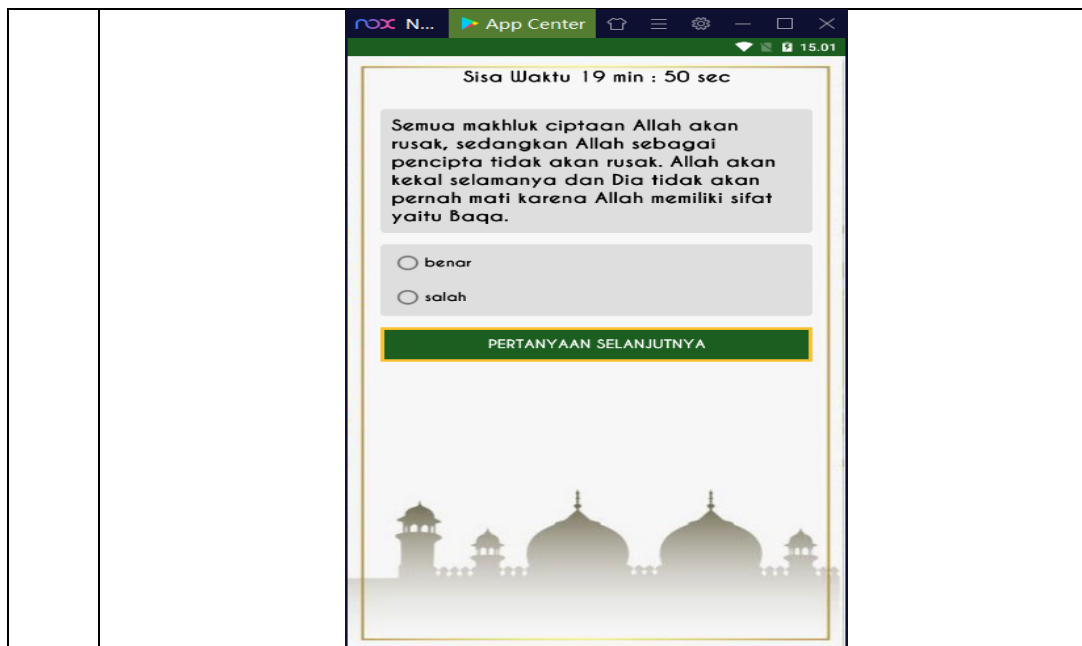 nox N... App Center
15.01
Sisa Waktu 19 min : 50 sec
Semua makhluk ciptaan Allah akan
rusak, sedangkan Allah sebagai
pencipta tidak akan rusak. Allah akan
kekal selamanya dan Dia tidak akan
pernah mati karena Allah memiliki sifat
yaitu Baqa.
benar
salah
PERTANYAAN SELANJUTNYA